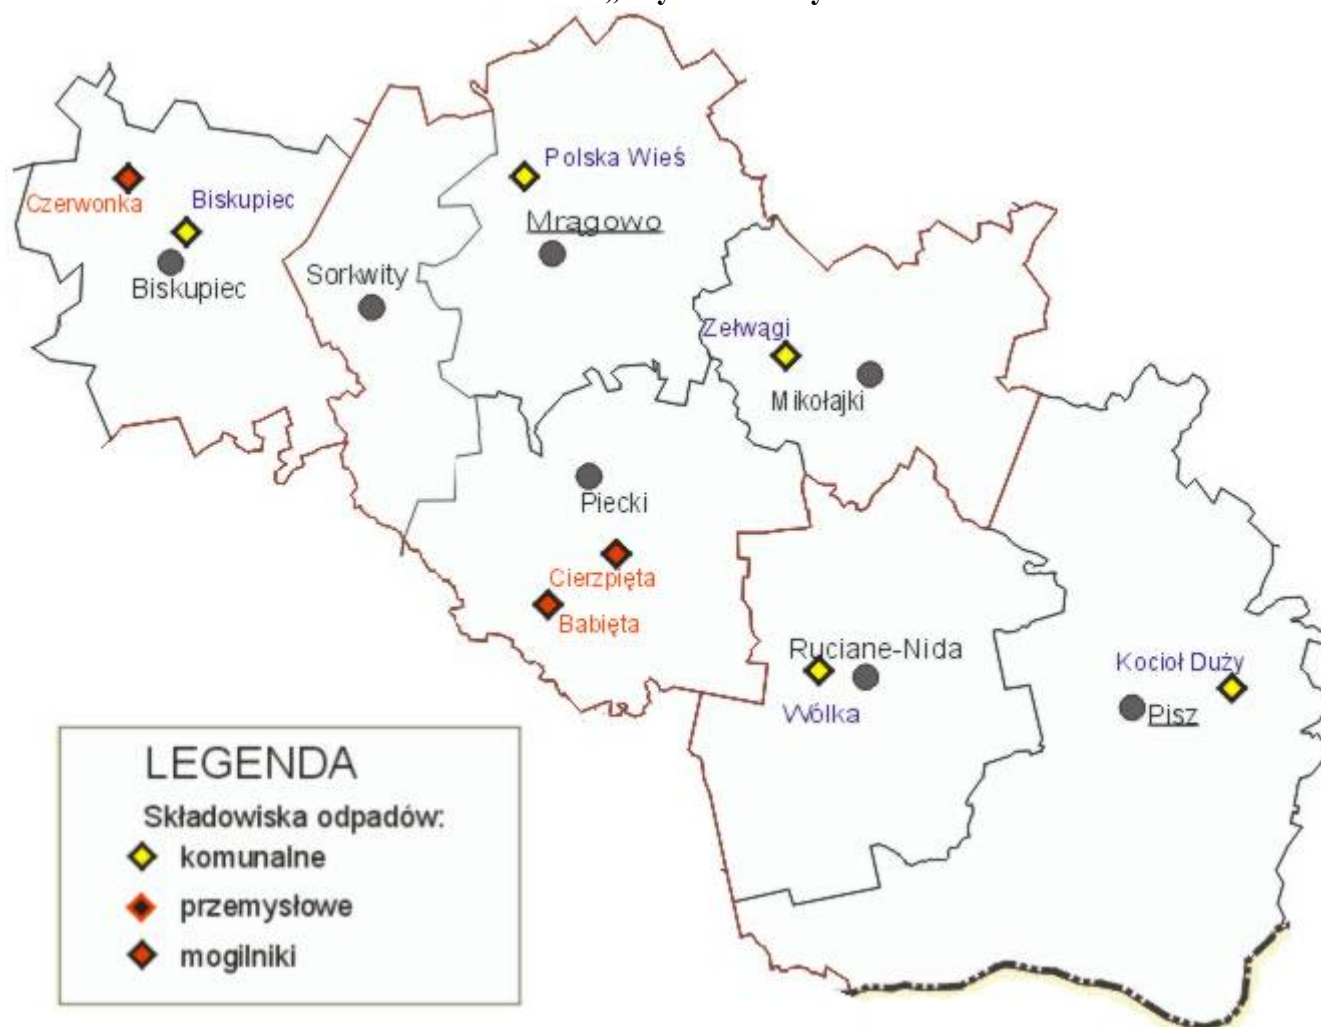 Polska Wieś
Czerwonka
Biskupiec
Mrągowo
Biskupiec
Sorkwity
Zełwągi
Mikołajki
Piecki
Cierzpięta
Babięta
Ruciane-Nida
Wólka
Kocioł Duży
Pisz
LEGENDA
Składowiska odpadów:
komunalne
przemysłowe
mogilniki